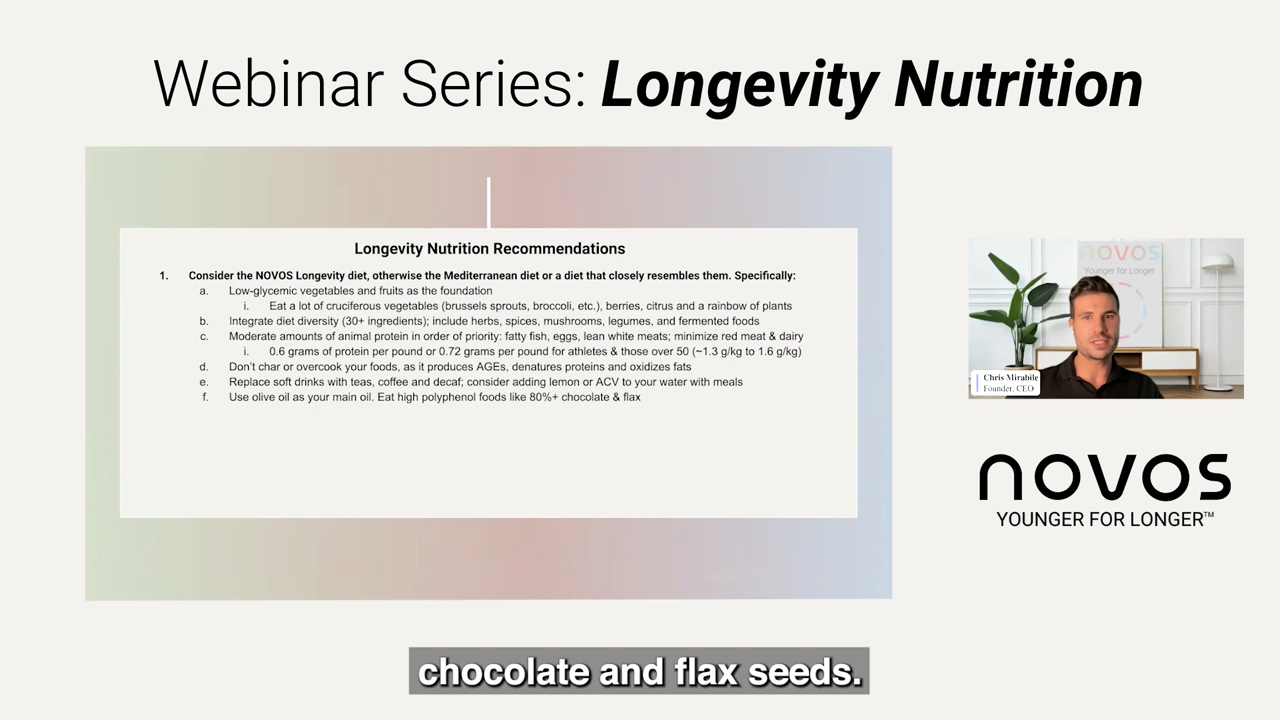 Webinar Series: Longevity Nutrition
Longevity Nutrition Recommendations
1. Consider the NOVOS Longevity diet, otherwise the Mediterranean diet or a diet that closely resembles them. Specifically:
a. Low-glycemic vegetables and fruits as the foundation
i. Eat a lot of cruciferous vegetables (brussels sprouts, broccoli, etc.), berries, citrus and a rainbow of plants
b. Integrate diet diversity (30+ ingredients); include herbs, spices, mushrooms, legumes, and fermented foods
c. Moderate amounts of animal protein in order of priority: fatty fish, eggs, lean white meats; minimize red meat & dairy
i. 0.6 grams of protein per pound or 0.72 grams per pound for athletes & those over 50 (~1.3 g/kg to 1.6 g/kg)
d. Don't char or overcook your foods, as it produces AGEs, denatures proteins and oxidizes fats
e. Replace soft drinks with teas, coffee and decaf; consider adding lemon or ACV to your water with meals
f. Use olive oil as your main oil. Eat high polyphenol foods like 80%+ chocolate & flax
novos
Younger for Longer
Chris Mirabile
Founder, CEO
novos
YOUNGER FOR LONGER™
chocolate and flax seeds.